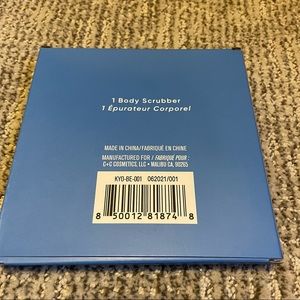 1 Body Scrubber
1 Épurateur Corporel
MADE IN CHINA/FABRIQUÉ EN CHINE
MANUFACTURED FOR / FABRIQUÉ POUR :
C+C COSMETICS, LLC • MALIBU CA, 90265
KYO-BE-001 062021/001
8 50012 81874 8